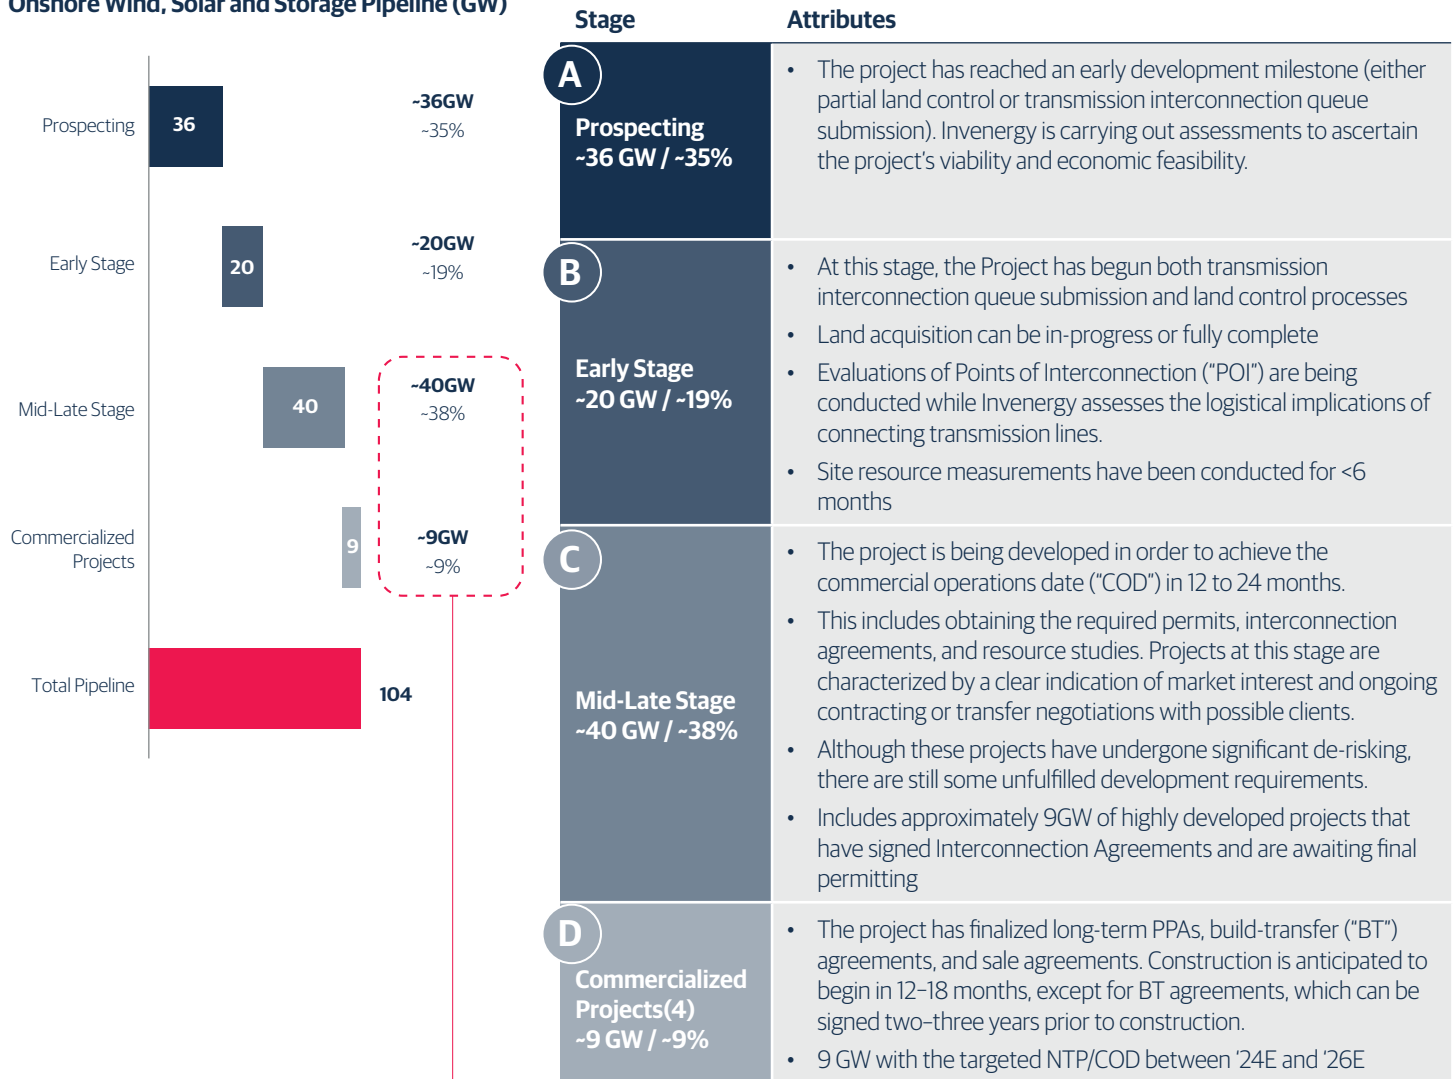 Onshore Wind, Solar and Storage Pipeline (GW)
Prospecting
36
~36GW
~35%
Early Stage
20
~20GW
~19%
Mid-Late Stage
40
~40GW
~38%
Commercialized
Projects
9
~9GW
~9%
Total Pipeline
104
Stage
Attributes
A
Prospecting
~36 GW / ~35%
• The project has reached an early development milestone (either
partial land control or transmission interconnection queue
submission). Invenergy is carrying out assessments to ascertain
the project's viability and economic feasibility.
B
Early Stage
~20 GW / ~19%
• At this stage, the Project has begun both transmission
interconnection queue submission and land control processes
• Land acquisition can be in-progress or fully complete
• Evaluations of Points of Interconnection (“POI”) are being
conducted while Invenergy assesses the logistical implications of
connecting transmission lines.
• Site resource measurements have been conducted for <6
months
C
Mid-Late Stage
~40 GW / ~38%
• The project is being developed in order to achieve the
commercial operations date (“COD”) in 12 to 24 months.
• This includes obtaining the required permits, interconnection
agreements, and resource studies. Projects at this stage are
characterized by a clear indication of market interest and ongoing
contracting or transfer negotiations with possible clients.
• Although these projects have undergone significant de-risking,
there are still some unfulfilled development requirements.
• Includes approximately 9GW of highly developed projects that
have signed Interconnection Agreements and are awaiting final
permitting
D
Commercialized
Projects(4)
~9 GW / ~9%
• The project has finalized long-term PPAs, build-transfer (“BT”)
agreements, and sale agreements. Construction is anticipated to
begin in 12–18 months, except for BT agreements, which can be
signed two-three years prior to construction.
• 9 GW with the targeted NTP/COD between ’24E and ’26E